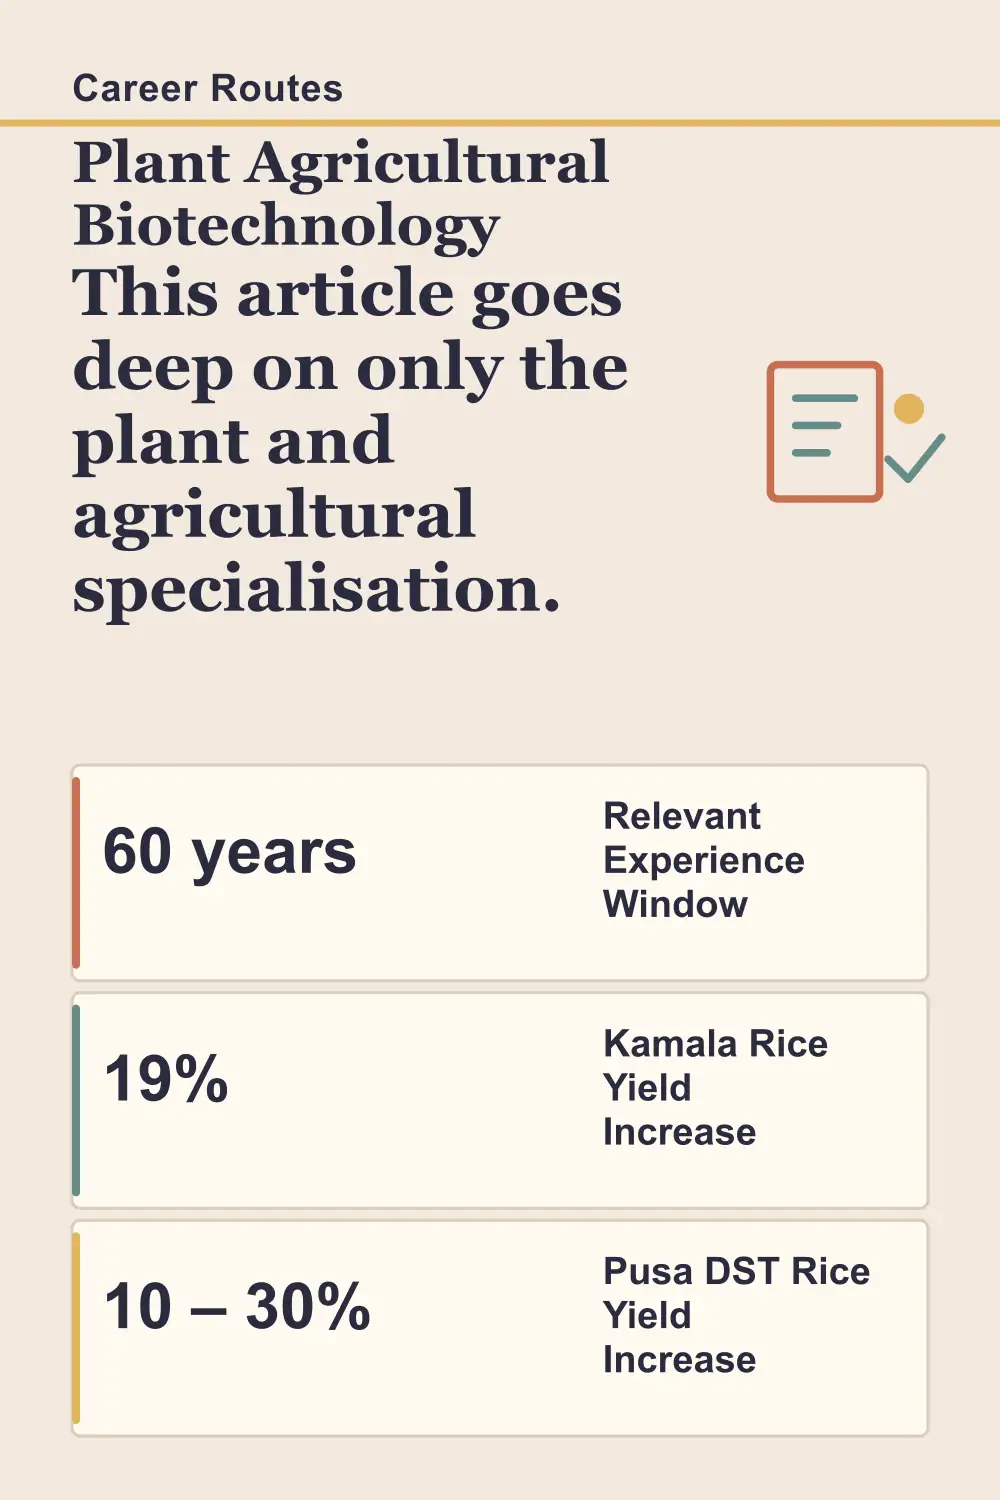 Career Routes
Plant Agricultural
Biotechnology
This article goes
deep on only the
plant and
agricultural
specialisation.
60 years
Relevant
Experience
Window
19%
Kamala Rice
Yield
Increase
10 – 30%
Pusa DST Rice
Yield
Increase